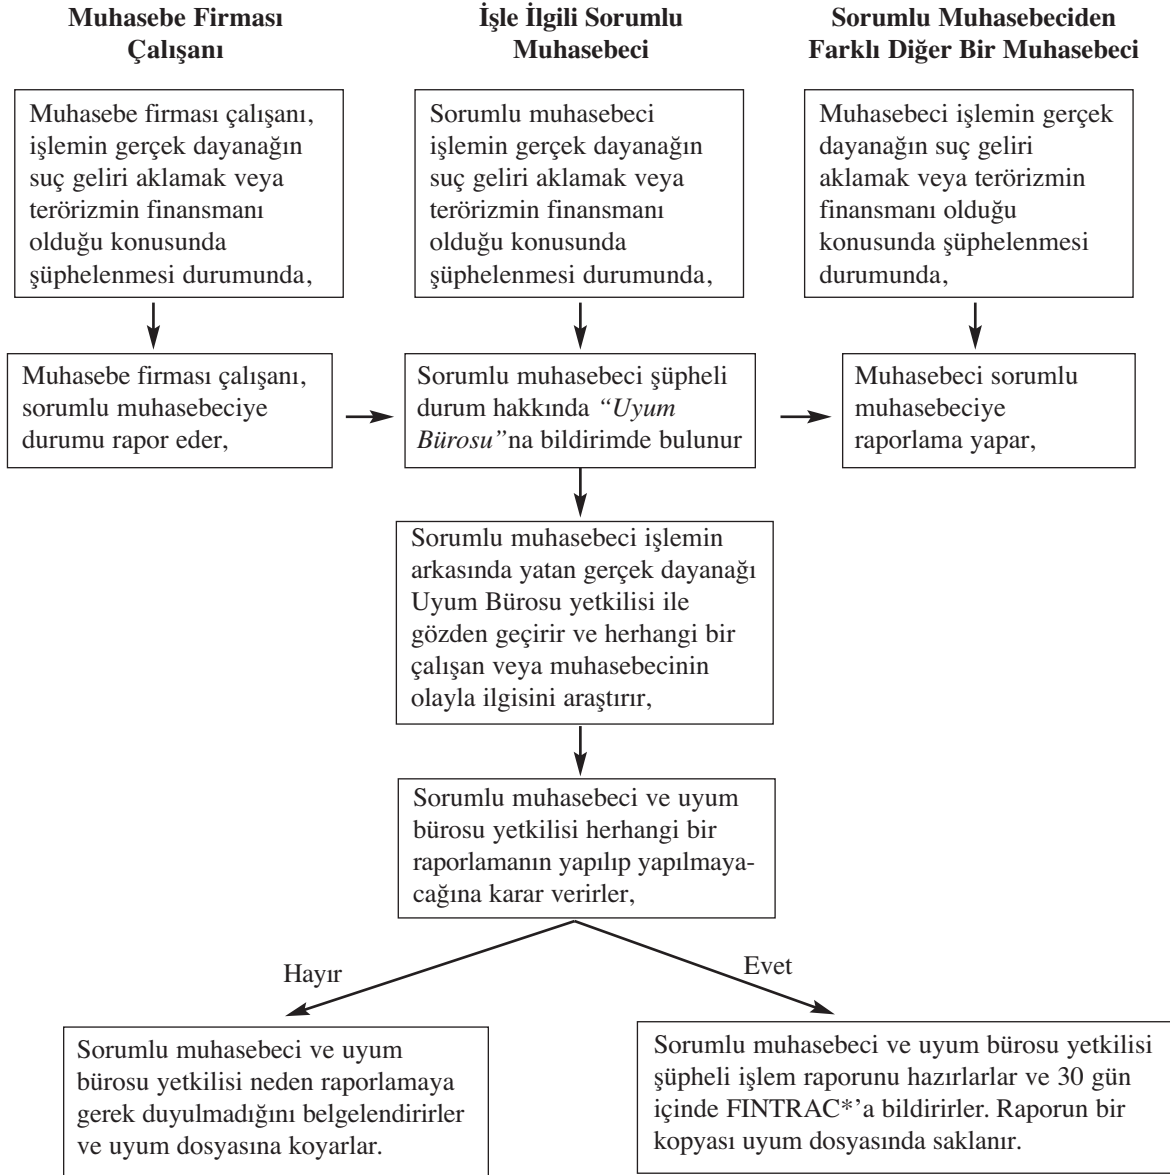 Muhasebe Firması
Çalışanı
İşle İlgili Sorumlu
Muhasebeci
Sorumlu Muhasebeciden
Farklı Diğer Bir Muhasebeci
Muhasebe firması çalışanı,
işlemin gerçek dayanağın
suç geliri aklamak veya
terörizmin finansmanı
olduğu konusunda
şüphelenmesi durumunda,
Sorumlu muhasebeci
işlemin gerçek dayanağın
suç geliri aklamak veya
terörizmin finansmanı
olduğu konusunda
şüphelenmesi durumunda,
Muhasebeci işlemin gerçek
dayanağın suç geliri
aklamak veya terörizmin
finansmanı olduğu
konusunda şüphelenmesi
durumunda,
Muhasebe firması çalışanı,
sorumlu muhasebeciye
durumu rapor eder,
Sorumlu muhasebeci şüpheli
durum hakkında “Uyum
Bürosu”na bildirimde bulunur
Muhasebeci sorumlu
muhasebeciye
raporlama yapar,
Sorumlu muhasebeci işlemin
arkasında yatan gerçek dayanağı
Uyum Bürosu yetkilisi ile
gözden geçirir ve herhangi bir
çalışan veya muhasebecinin
olayla ilgisini araştırır,
Sorumlu muhasebeci ve uyum
bürosu yetkilisi herhangi bir
raporlamanın yapılıp yapılmaya-
cağına karar verirler,
Hayır
Evet
Sorumlu muhasebeci ve uyum
bürosu yetkilisi neden raporlamaya
gerek duyulmadığını belgelendirirler
ve uyum dosyasına koyarlar.
Sorumlu muhasebeci ve uyum bürosu yetkilisi
şüpheli işlem raporunu hazırlarlar ve 30 gün
içinde FINTRAC*’a bildirirler. Raporun bir
kopyası uyum dosyasında saklanır.